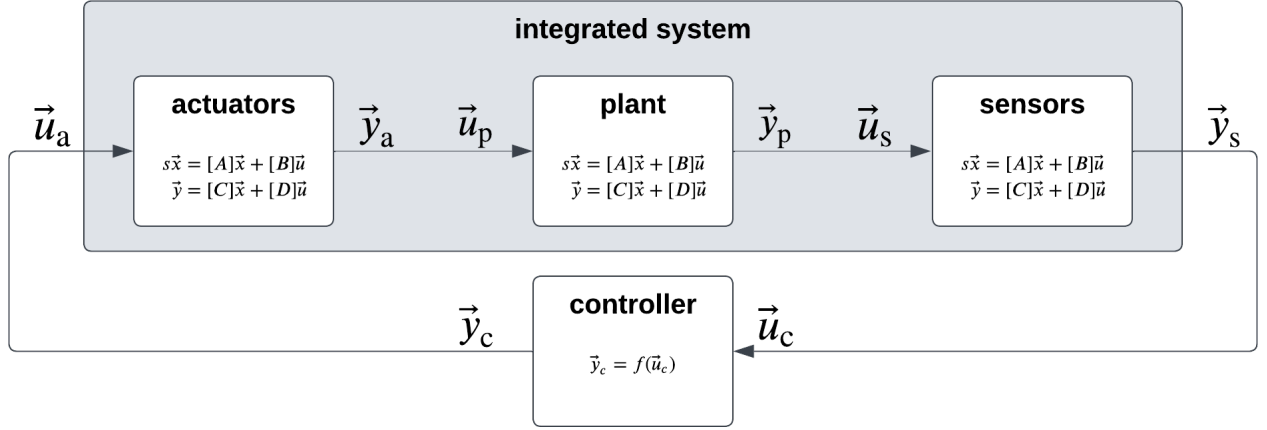 integrated system
actuators
plant
sensors
u⃗a
y⃗a
u⃗p
y⃗p
u⃗s
y⃗s
sx⃗ = [A]x⃗ + [B]u⃗
y⃗ = [C]x⃗ + [D]u⃗
sx⃗ = [A]x⃗ + [B]u⃗
y⃗ = [C]x⃗ + [D]u⃗
sx⃗ = [A]x⃗ + [B]u⃗
y⃗ = [C]x⃗ + [D]u⃗
controller
y⃗c
u⃗c
y⃗c = f(u⃗c)